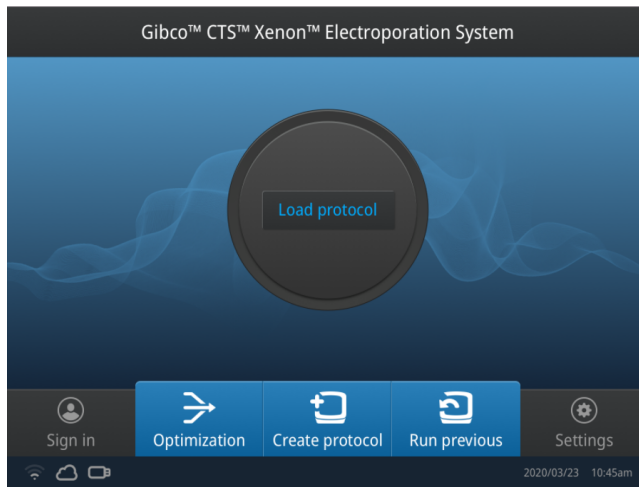 Gibco™ CTS™ Xenon™ Electroporation System
Load protocol
Sign in
Optimization
Create protocol
Run previous
Settings
2020/03/23 10:45am